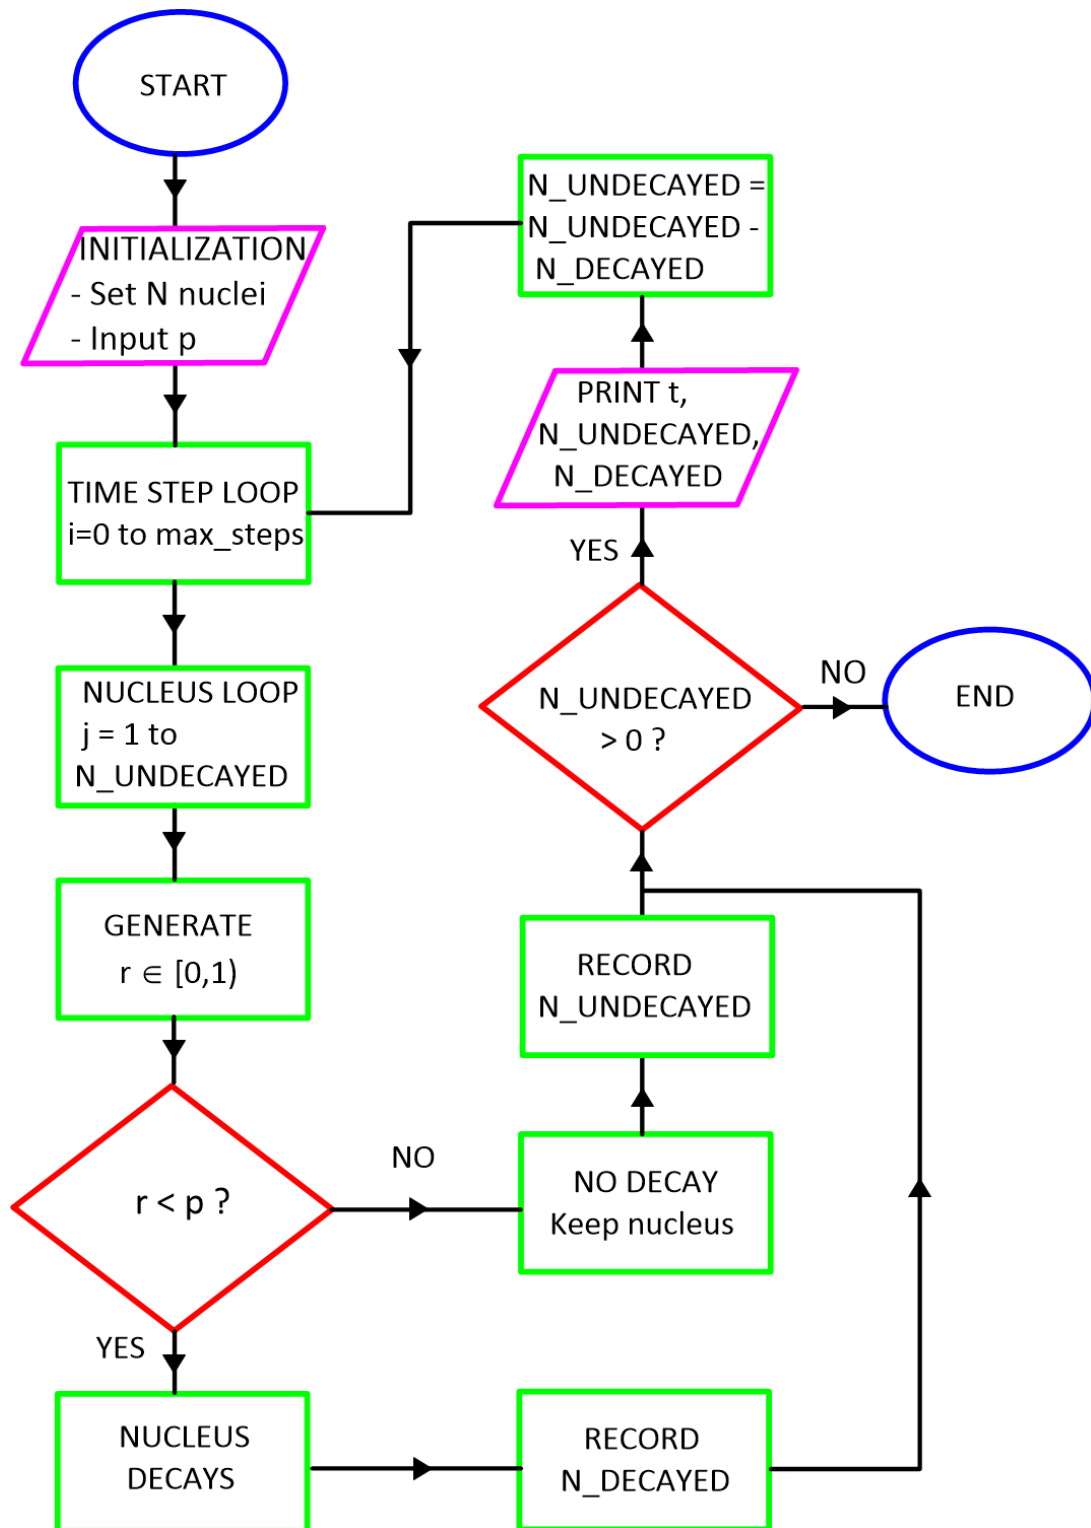 START
INITIALIZATION
- Set N nuclei
- Input p
TIME STEP LOOP
i=0 to max_steps
NUCLEUS LOOP
j = 1 to
N_UNDECAYED
GENERATE
r ∈ [0,1)
r < p ?
NO
YES
NUCLEUS
DECAYS
RECORD
N_DECAYED
NO DECAY
Keep nucleus
RECORD
N_UNDECAYED
N_UNDECAYED
> 0 ?
NO
END
YES
PRINT t,
N_UNDECAYED,
N_DECAYED
N_UNDECAYED =
N_UNDECAYED -
N_DECAYED